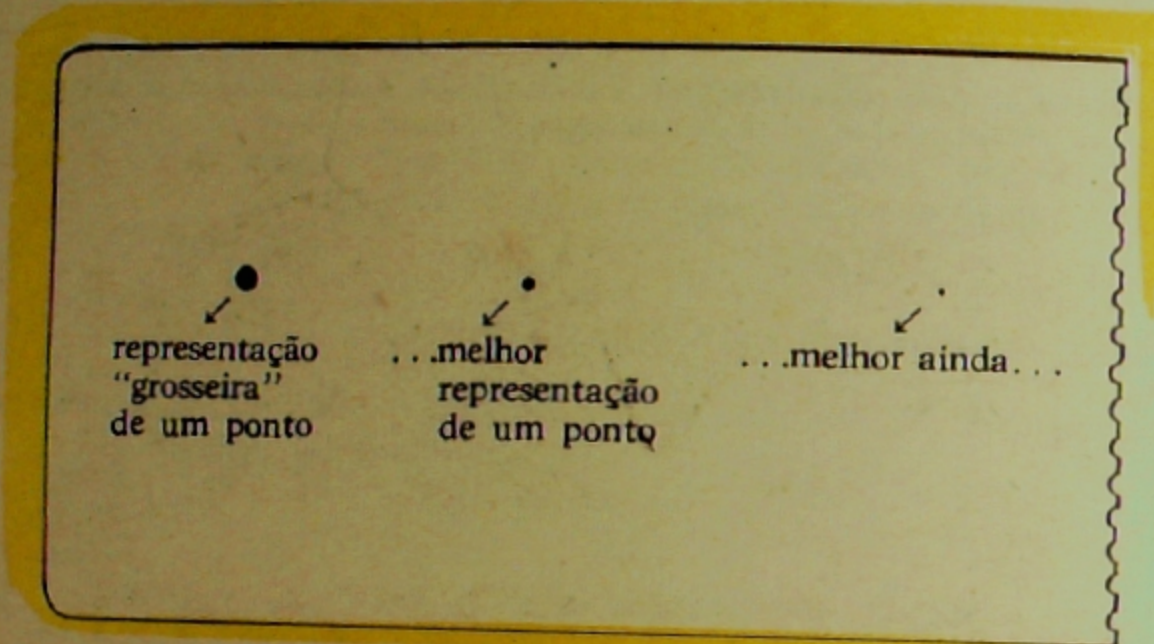 representação
"grosseira"
de um ponto
...melhor
representação
de um ponto
...melhor ainda...